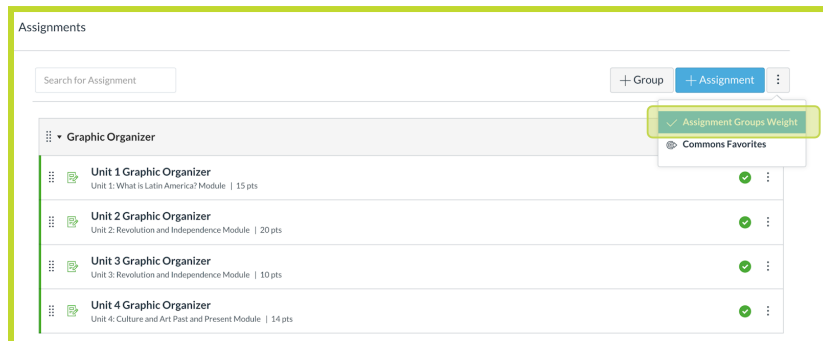 Assignments
Search for Assignment
+ Group
+ Assignment
Assignment Groups Weight
Commons Favorites
Graphic Organizer
Unit 1 Graphic Organizer
Unit 1: What is Latin America? Module | 15 pts
Unit 2 Graphic Organizer
Unit 2: Revolution and Independence Module | 20 pts
Unit 3 Graphic Organizer
Unit 3: Revolution and Independence Module | 10 pts
Unit 4 Graphic Organizer
Unit 4: Culture and Art Past and Present Module | 14 pts